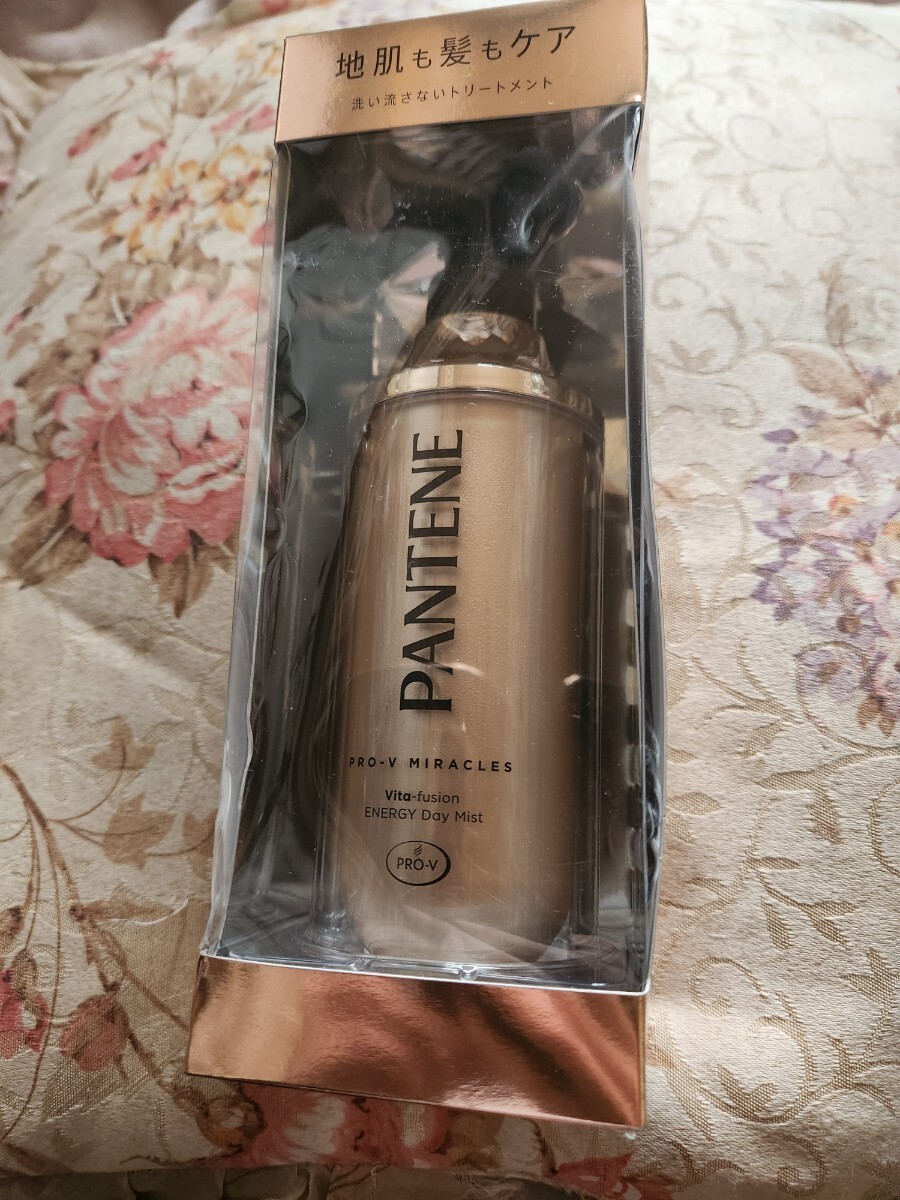 地肌も髪もケア
洗い流さないトリートメント
PANTENE
PRO-V MIRACLES
Vita-fusion
ENERGY Day Mist
PRO-V